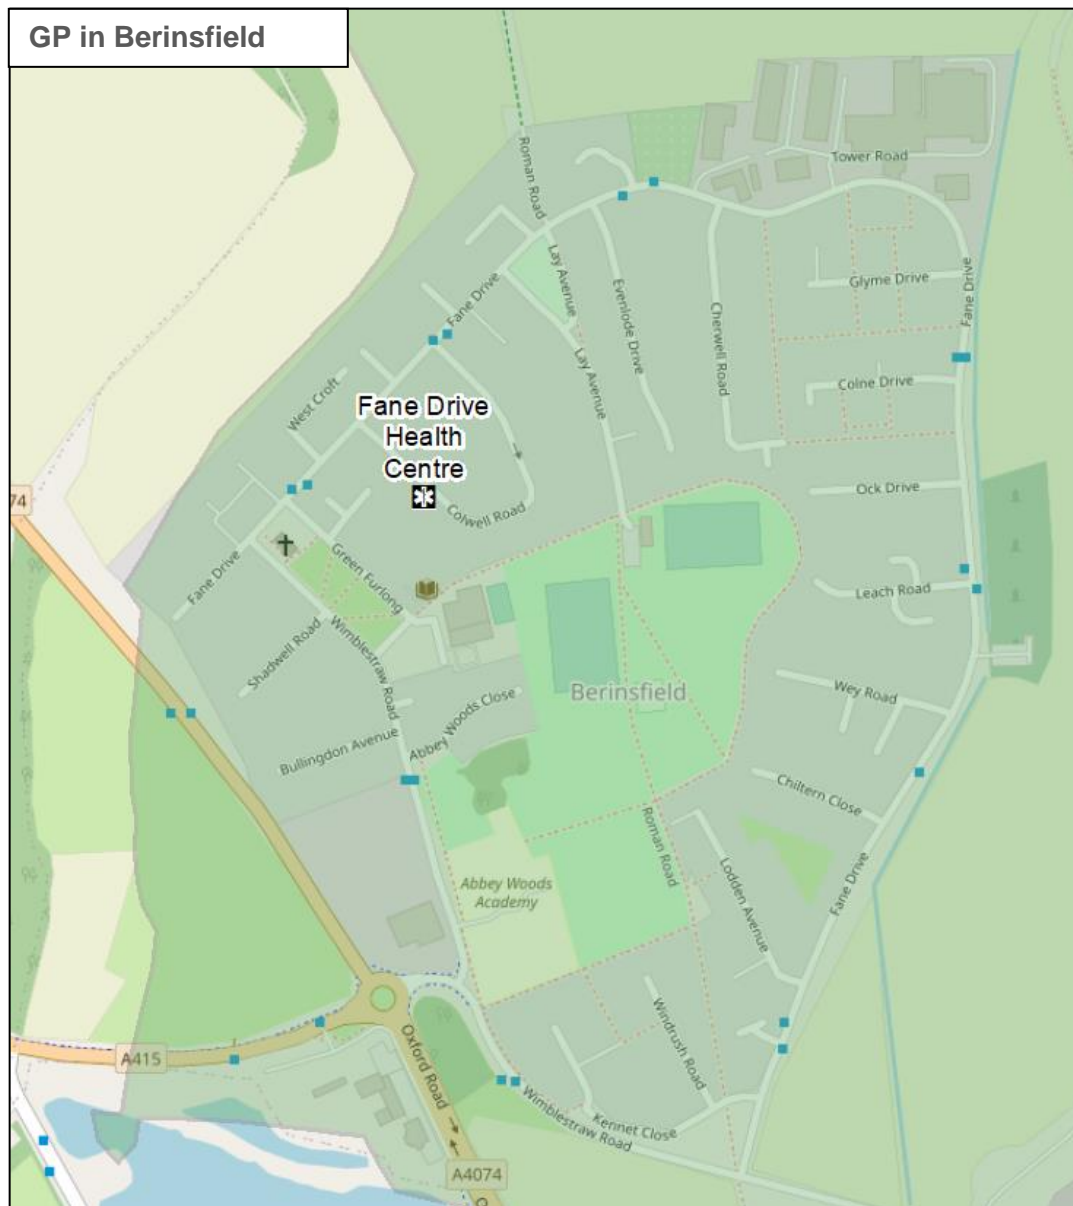 GP in Berinsfield
Roman Road
Tower Road
Lay Avenue
Fane Drive
Evenlode Drive
Cherwell Road
Glyme Drive
Fane Drive
Lay Avenue
Colne Drive
West Croft
Fane Drive
Health
Centre
74
Ock Drive
Colwell Road
Green Furlong
Fane Drive
Leach Road
Shadwell Road
Wimblestraw Road
Berinsfield
Wey Road
Abbey Woods Close
Bullingdon Avenue
Chiltern Close
Roman Road
Lodden Avenue
Fane Drive
Abbey Woods
Academy
Windrush Road
A415
Oxford Road
Wimblestraw Road
Kennet Close
A4074
O